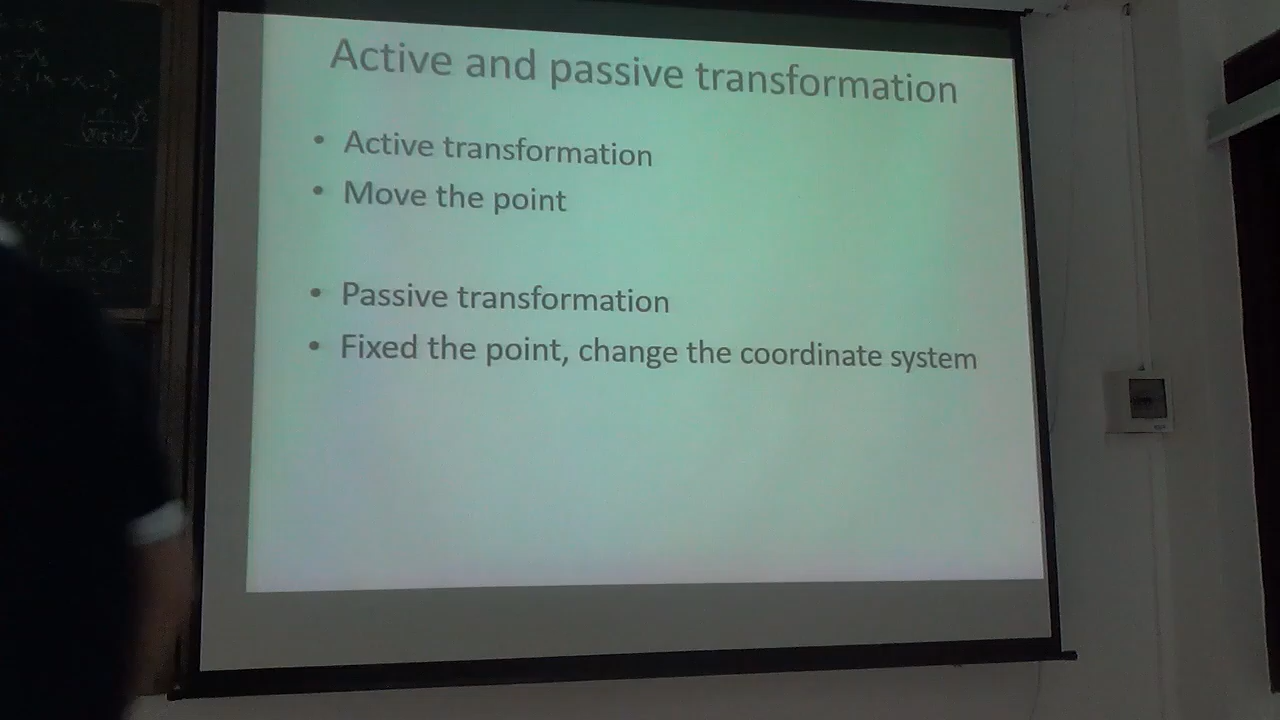 Active and passive transformation
• Active transformation
• Move the point
• Passive transformation
• Fixed the point, change the coordinate system